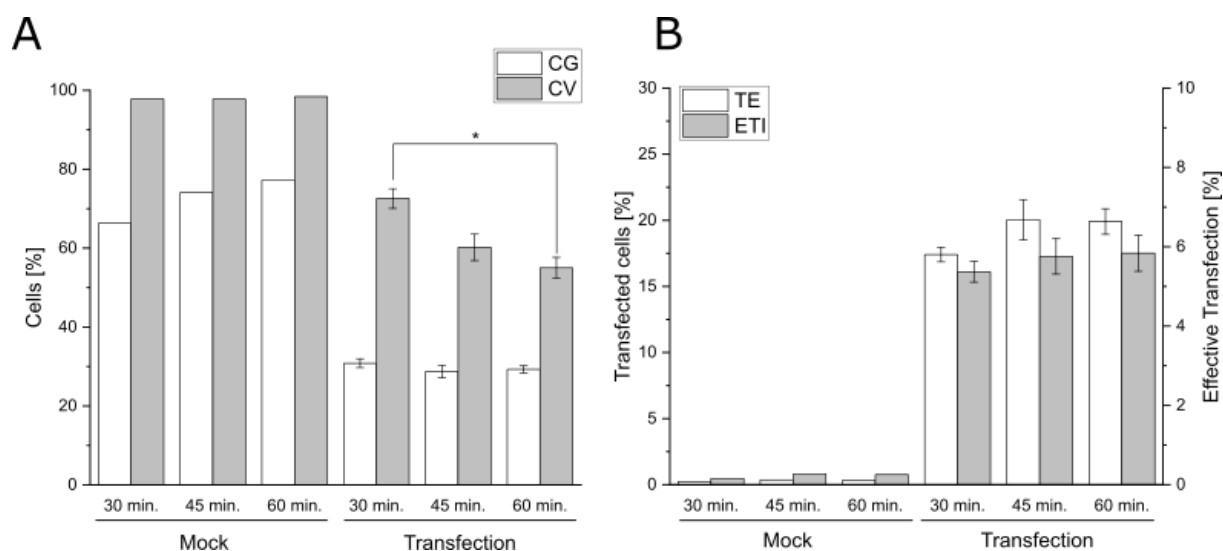 A
CG
CV
100
80
60
40
20
0
Cells [%]
*
30 min.
45 min.
60 min.
30 min.
45 min.
60 min.
Mock
Transfection
B
TE
ETI
30
25
20
15
10
5
0
Transfected cells [%]
10
8
6
4
2
0
Effective Transfection [%]
30 min.
45 min.
60 min.
30 min.
45 min.
60 min.
Mock
Transfection